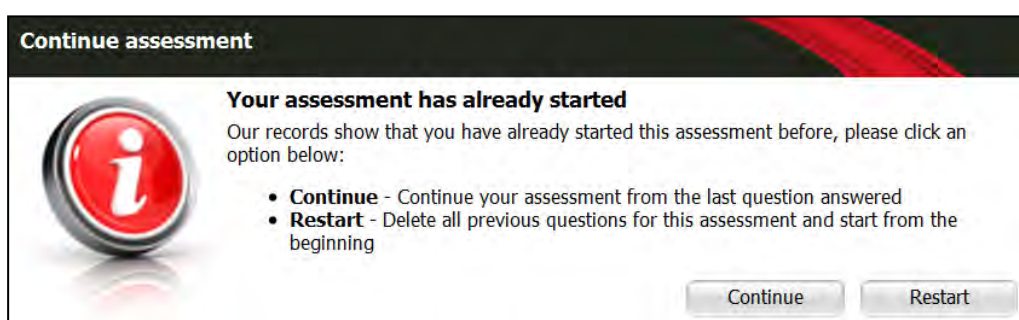 Continue assessment
Your assessment has already started
Our records show that you have already started this assessment before, please click an
option below:
• Continue - Continue your assessment from the last question answered
• Restart - Delete all previous questions for this assessment and start from the
beginning
Continue Restart